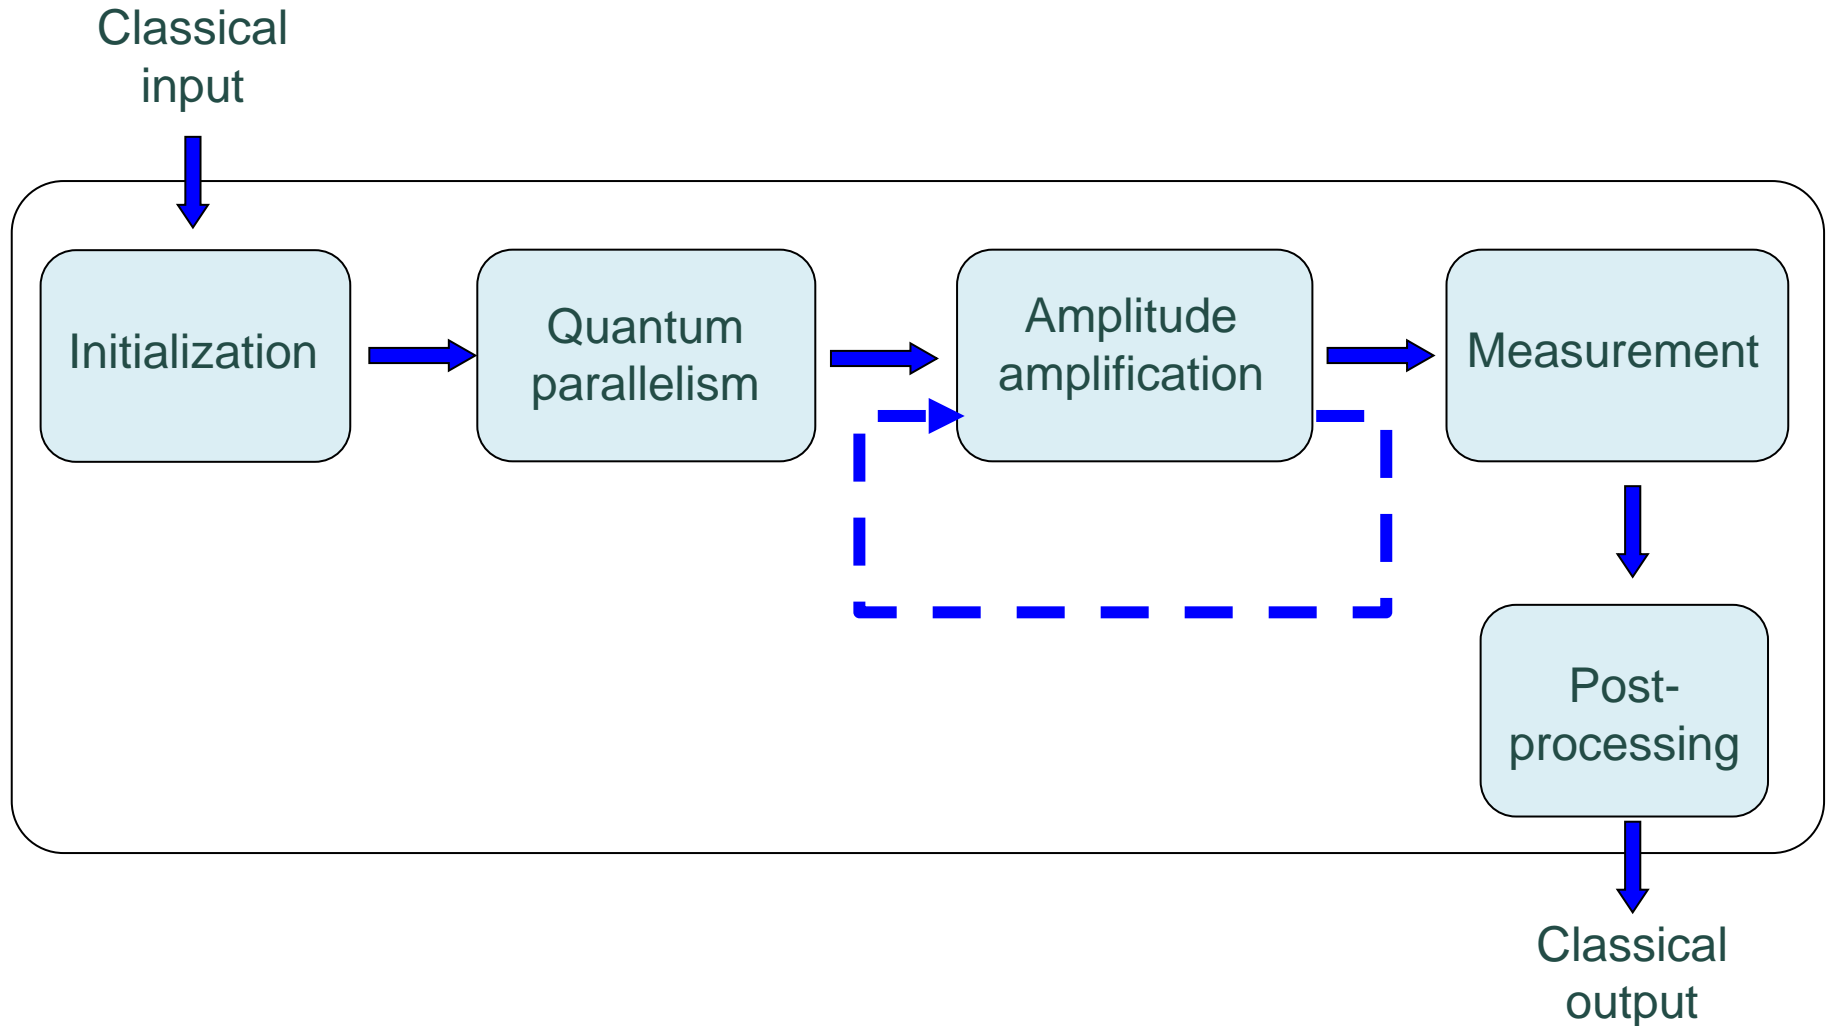 Classical
input
Initialization
Quantum
parallelism
Amplitude
amplification
Measurement
Post-
processing
Classical
output